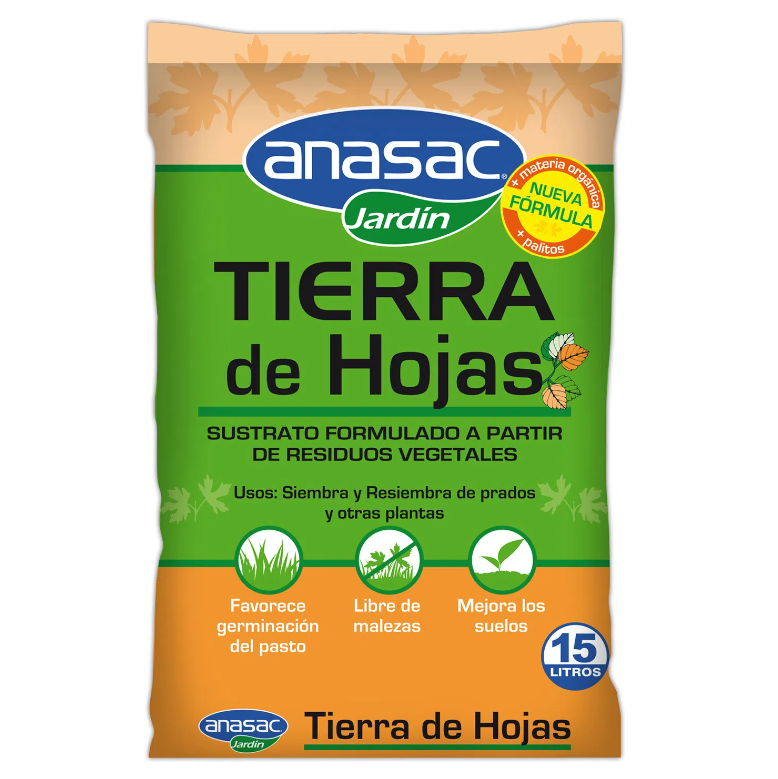 anasac®
Jardín
+ materia orgánica
NUEVA
FÓRMULA
+ palitos
TIERRA
de Hojas
SUSTRATO FORMULADO A PARTIR
DE RESIDUOS VEGETALES
Usos: Siembra y Resiembra de prados
y otras plantas
Favorece
germinación
del pasto
Libre de
malezas
Mejora los
suelos
15
LITROS
anasac
Jardín
Tierra de Hojas